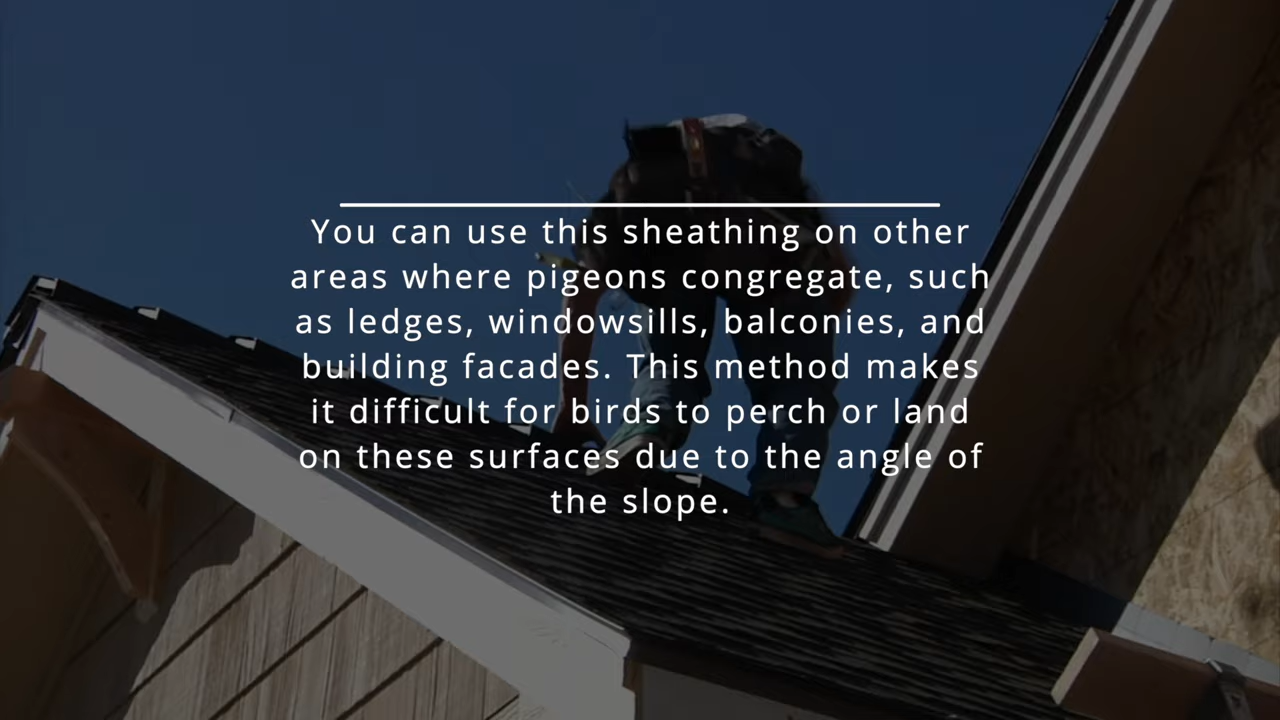 You can use this sheathing on other
areas where pigeons congregate, such
as ledges, windowsills, balconies, and
building facades. This method makes
it difficult for birds to perch or land
on these surfaces due to the angle of
the slope.